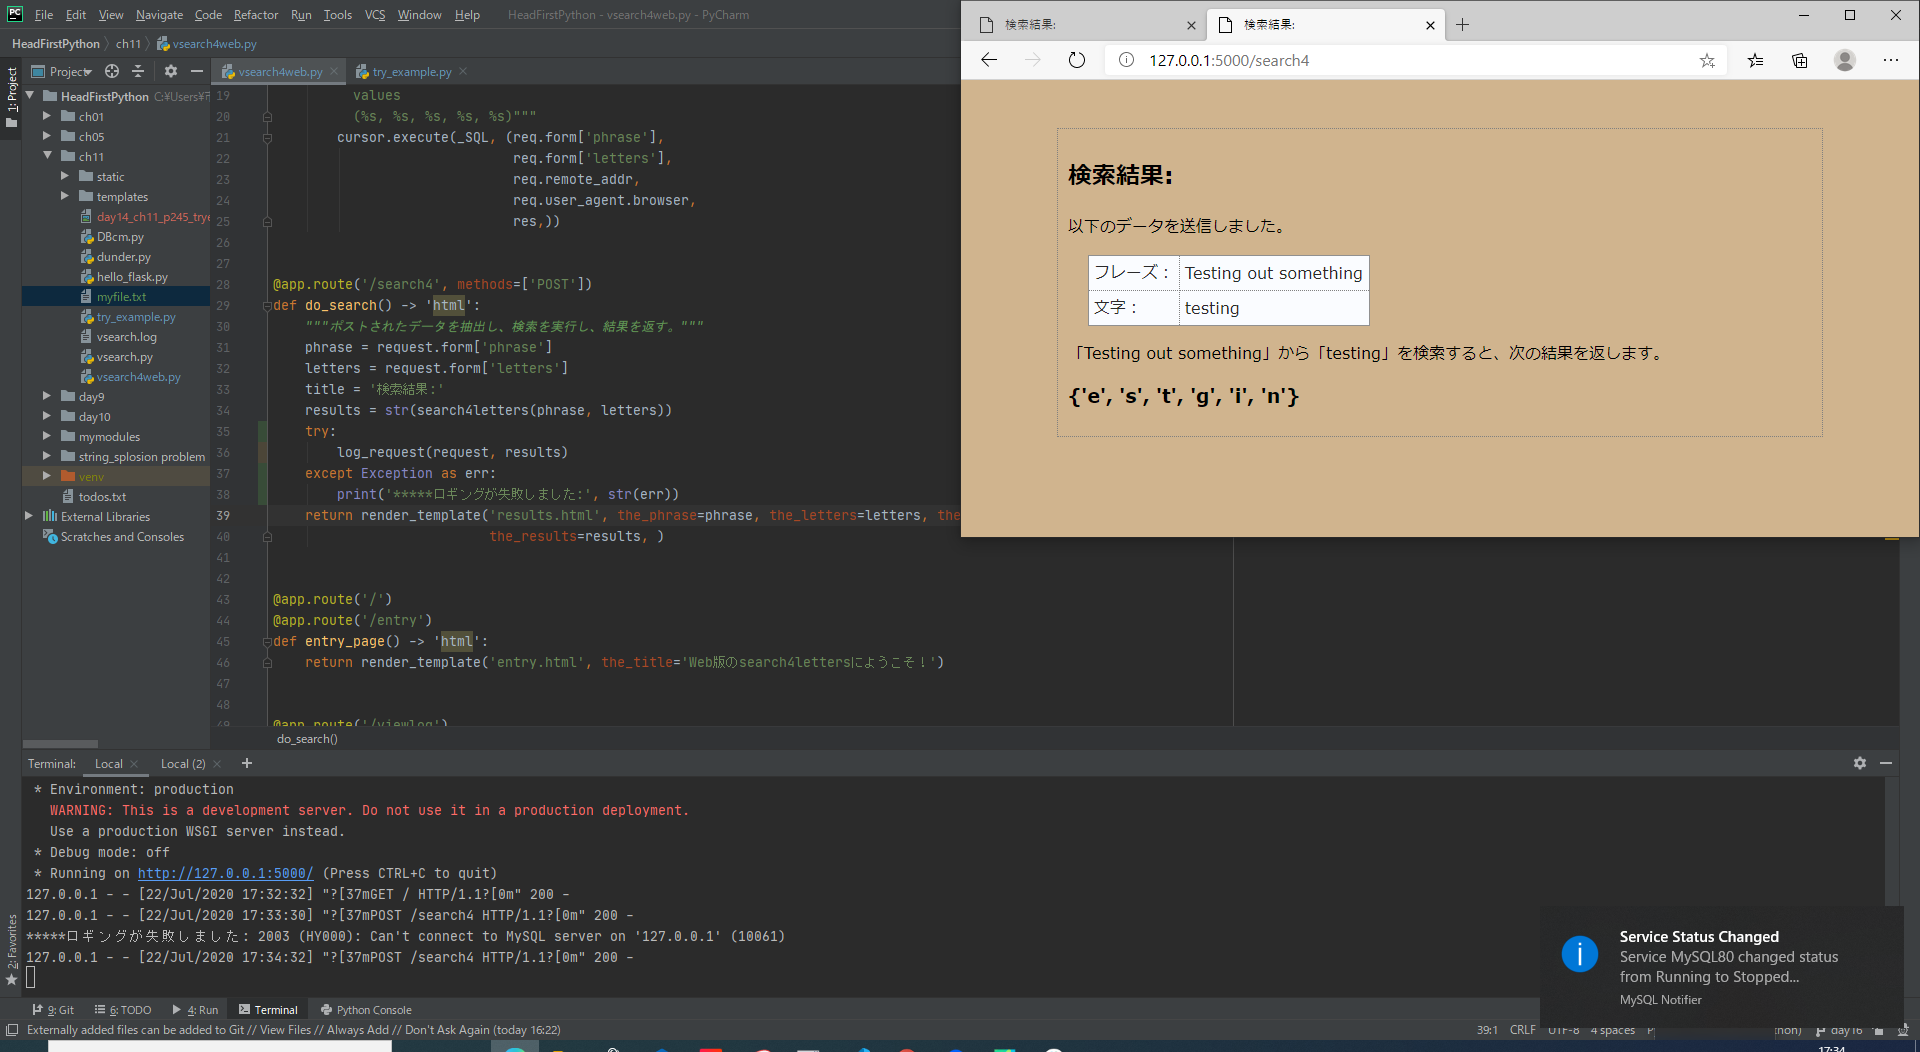 File Edit View Navigate Code Refactor Run Tools VCS Window Help HeadFirstPython - vsearch4web.py - PyCharm
HeadFirstPython ch11 vsearch4web.py
Project vsearch4web.py try_example.py
1: Project
HeadFirstPython
ch01
ch05
ch11
static
templates
day14_ch11_p245_trye
DBcm.py
dunder.py
hello_flask.py
myfile.txt
try_example.py
vsearch.log
vsearch.py
vsearch4web.py
day9
day10
mymodules
string_splosion problem
venv
todos.txt
External Libraries
Scratches and Consoles
19 values
20 (%s, %s, %s, %s, %s)"""
21 cursor.execute(_SQL, (req.form['phrase'],
22 req.form['letters'],
23 req.remote_addr,
24 req.user_agent.browser,
25 res,))
26
27
28 @app.route('/search4', methods=['POST'])
29 def do_search() -> 'html':
30 """ポストされたデータを抽出し、検索を実行し、結果を返す。"""
31 phrase = request.form['phrase']
32 letters = request.form['letters']
33 title = '検索結果:'
34 results = str(search4letters(phrase, letters))
35 try:
36 log_request(request, results)
37 except Exception as err:
38 print('*****ロギングが失敗しました:', str(err))
39 return render_template('results.html', the_phrase=phrase, the_letters=letters, the
40 the_results=results, )
41
42
43 @app.route('/')
44 @app.route('/entry')
45 def entry_page() -> 'html':
46 return render_template('entry.html', the_title='Web版のsearch4lettersにようこそ！')
47
48
49 @app.route('/viewlog')
do_search()
検索結果: 検索結果:
127.0.0.1:5000/search4
検索結果:
以下のデータを送信しました。
フレーズ： Testing out something
文字： testing
「Testing out something」から「testing」を検索すると、次の結果を返します。
{'e', 's', 't', 'g', 'i', 'n'}
Terminal: Local Local (2)
* Environment: production
WARNING: This is a development server. Do not use it in a production deployment.
Use a production WSGI server instead.
* Debug mode: off
* Running on http://127.0.0.1:5000/ (Press CTRL+C to quit)
127.0.0.1 - - [22/Jul/2020 17:32:32] "?[37mGET / HTTP/1.1?[0m" 200 -
127.0.0.1 - - [22/Jul/2020 17:33:30] "?[37mPOST /search4 HTTP/1.1?[0m" 200 -
*****ロギングが失敗しました: 2003 (HY000): Can't connect to MySQL server on '127.0.0.1' (10061)
127.0.0.1 - - [22/Jul/2020 17:34:32] "?[37mPOST /search4 HTTP/1.1?[0m" 200 -
2: Favorites
Service Status Changed
Service MySQL80 changed status
from Running to Stopped...
MySQL Notifier
9: Git 6: TODO 4: Run Terminal Python Console
Externally added files can be added to Git // View Files // Always Add // Don't Ask Again (today 16:22) 39:1 CRLF UTF-8 4 spaces day16
17:34